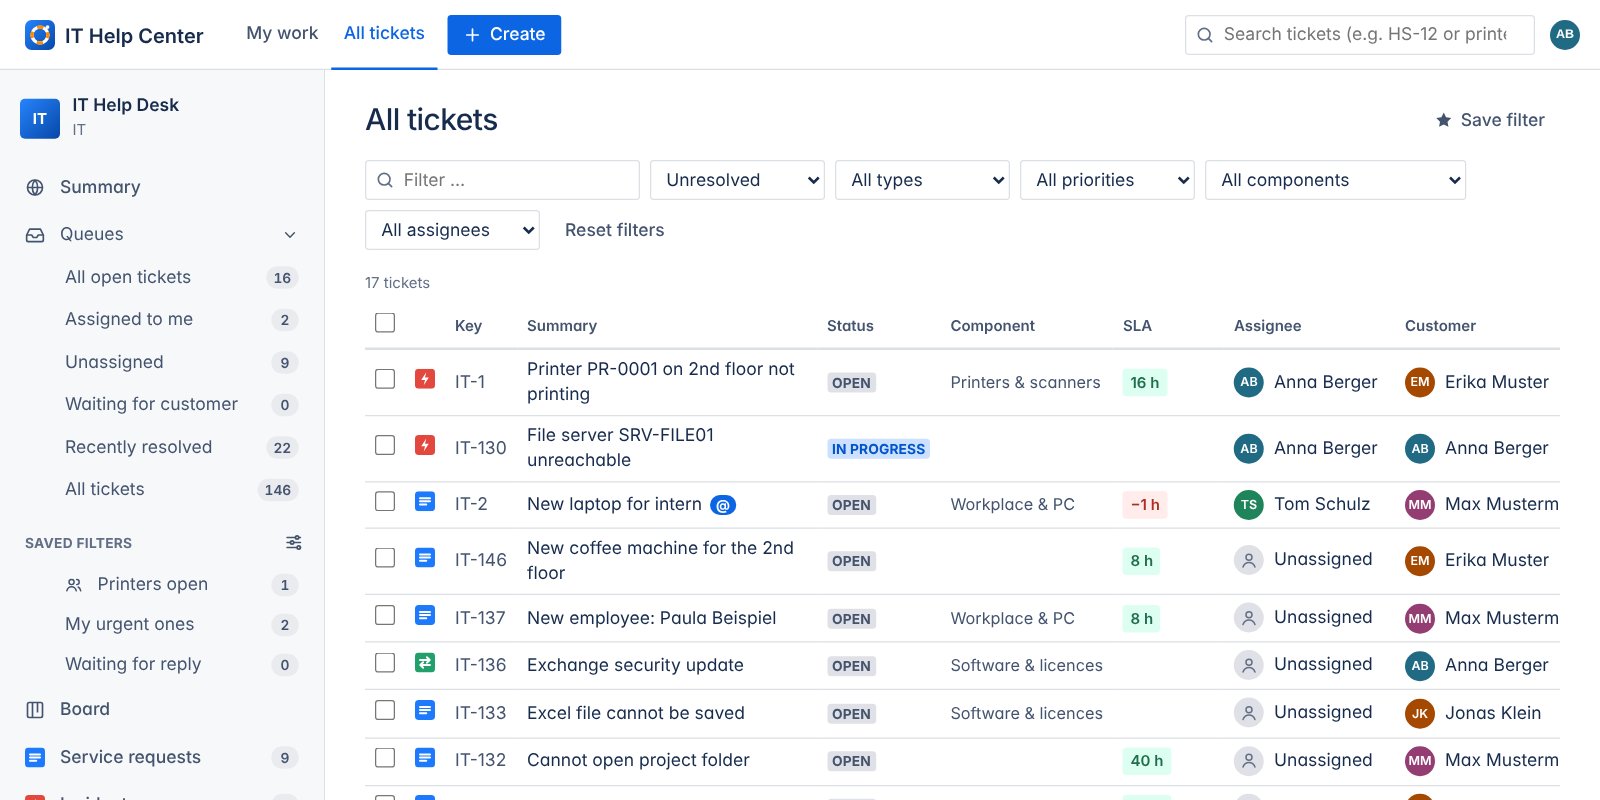 IT Help Center
My work
All tickets
Create
Search tickets (e.g. HS-12 or printe
AB
IT
IT Help Desk
IT
Summary
Queues
All open tickets 16
Assigned to me 2
Unassigned 9
Waiting for customer 0
Recently resolved 22
All tickets 146
SAVED FILTERS
Printers open 1
My urgent ones 2
Waiting for reply 0
Board
Service requests 9
All tickets
Save filter
Filter ...
Unresolved
All types
All priorities
All components
All assignees
Reset filters
17 tickets
Key Summary Status Component SLA Assignee Customer
IT-1 Printer PR-0001 on 2nd floor not
printing
OPEN Printers & scanners 16 h AB Anna Berger EM Erika Muster
IT-130 File server SRV-FILE01
unreachable
IN PROGRESS AB Anna Berger AB Anna Berger
IT-2 New laptop for intern @ OPEN Workplace & PC −1 h TS Tom Schulz MM Max Musterm
IT-146 New coffee machine for the 2nd
floor
OPEN 8 h Unassigned EM Erika Muster
IT-137 New employee: Paula Beispiel OPEN Workplace & PC 8 h Unassigned MM Max Musterm
IT-136 Exchange security update OPEN Software & licences Unassigned AB Anna Berger
IT-133 Excel file cannot be saved OPEN Software & licences Unassigned JK Jonas Klein
IT-132 Cannot open project folder OPEN 40 h Unassigned MM Max Musterm